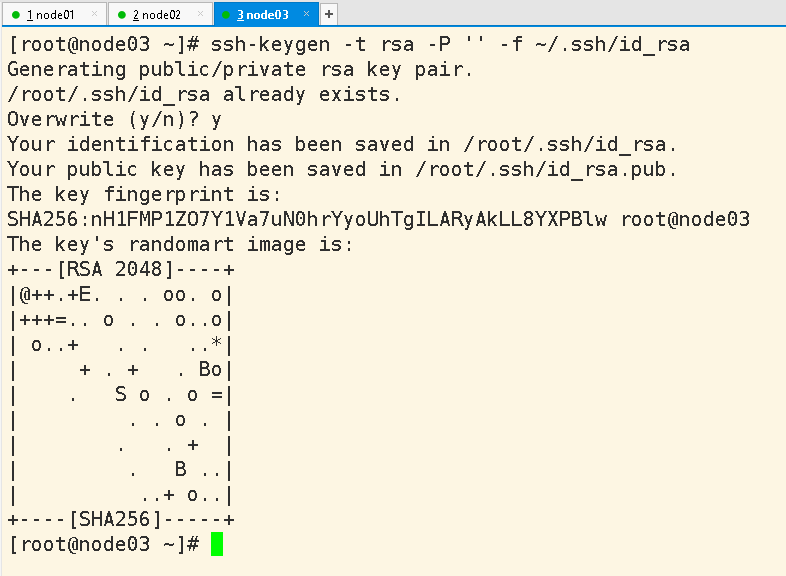 1 node01 × 2 node02 × 3 node03 × +
[root@node03 ~]# ssh-keygen -t rsa -P '' -f ~/.ssh/id_rsa
Generating public/private rsa key pair.
/root/.ssh/id_rsa already exists.
Overwrite (y/n)? y
Your identification has been saved in /root/.ssh/id_rsa.
Your public key has been saved in /root/.ssh/id_rsa.pub.
The key fingerprint is:
SHA256:nH1FMP1ZO7Y1Va7uN0hrYyoUhTgILARyAkLL8YXPBlw root@node03
The key's randomart image is:
+---[RSA 2048]----+
|@++.+E. . . oo. o|
|+++=.. o . . o..o|
| o..+   . .   ..*|
|     + . +   . Bo|
|    .   S o . o =|
|         . . o . |
|        .   . +  |
|         .   B ..|
|          ..+ o..|
+----[SHA256]-----+
[root@node03 ~]#